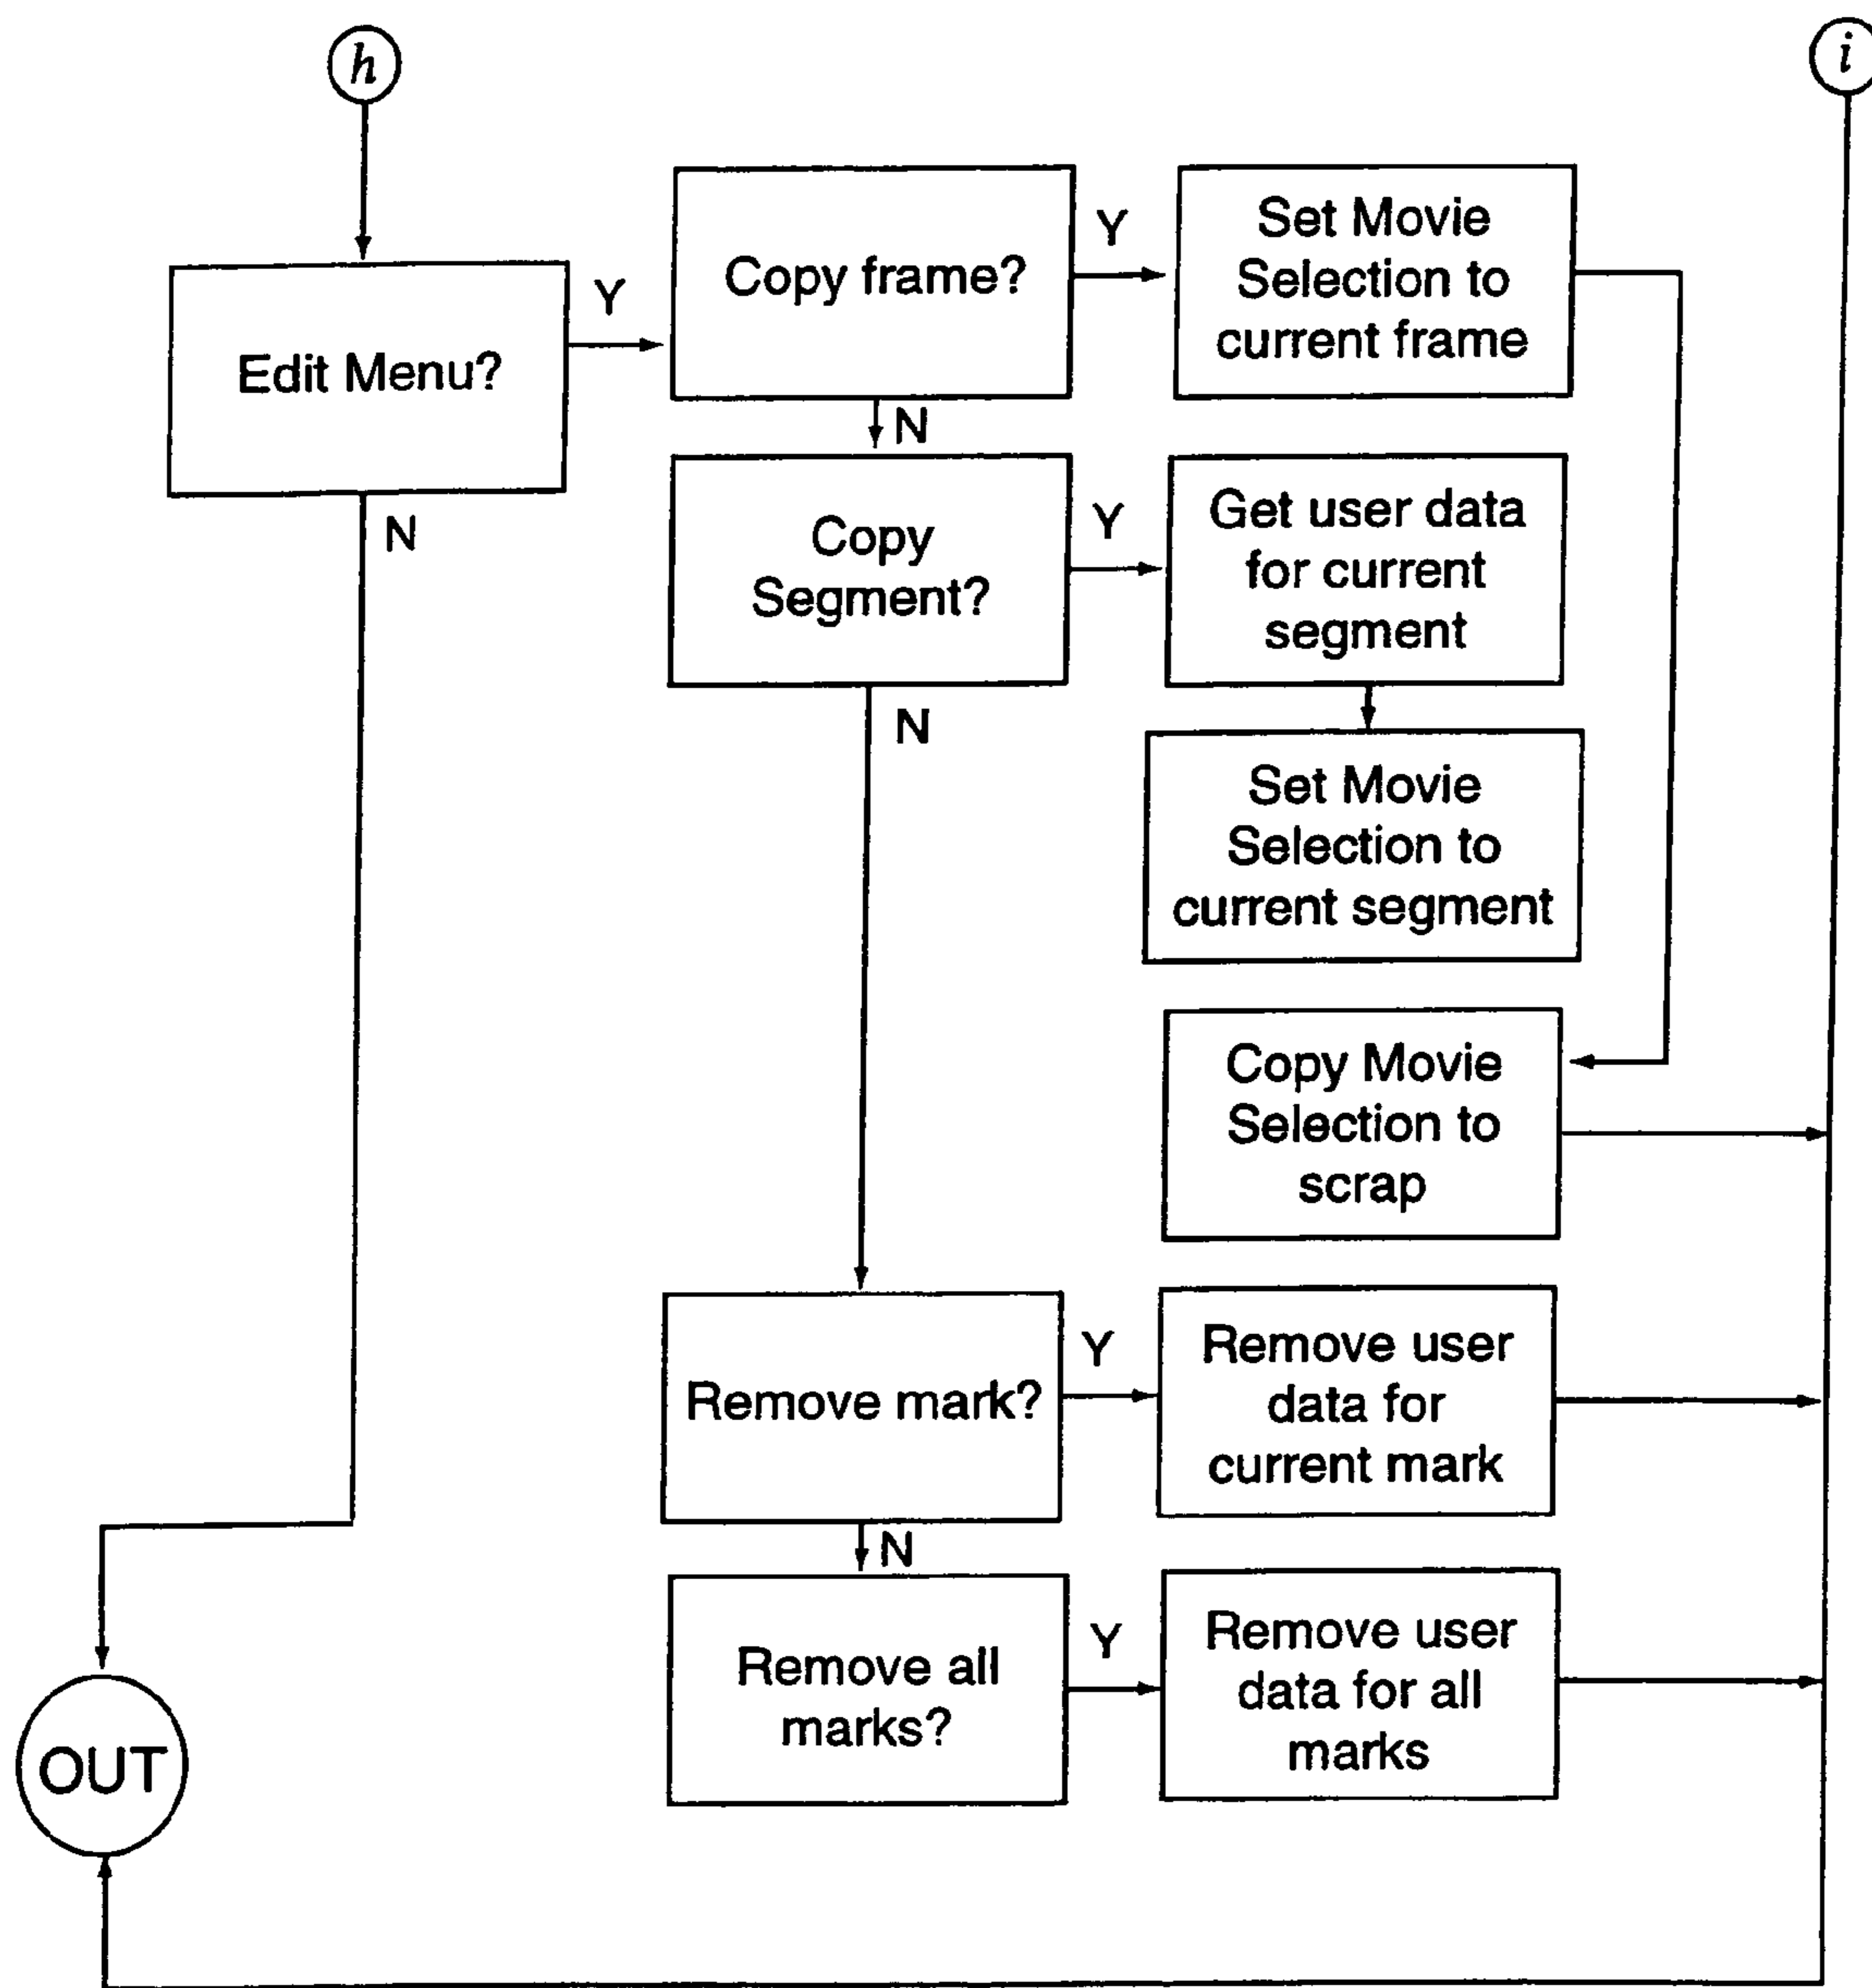 h
i
Edit Menu?
Y
N
Copy frame?
Y
N
Set Movie
Selection to
current frame
Copy
Segment?
Y
N
Get user data
for current
segment
Set Movie
Selection to
current segment
Copy Movie
Selection to
scrap
Remove mark?
Y
N
Remove user
data for
current mark
Remove all
marks?
Y
Remove user
data for all
marks
OUT